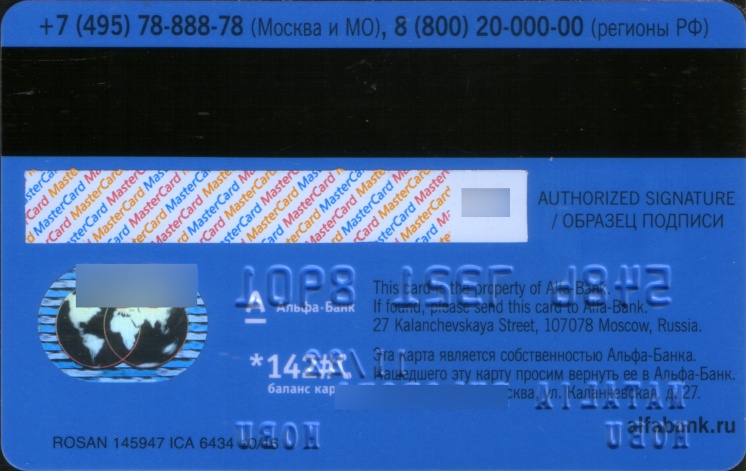 +7 (495) 78-888-78 (Москва и МО), 8 (800) 20-000-00 (регионы РФ)
MasterCard MasterCard MasterCard
AUTHORIZED SIGNATURE
/ ОБРАЗЕЦ ПОДПИСИ
А
Альфа-Банк
This card is the property of Alfa-Bank.
If found, please send this card to Alfa-Bank.
27 Kalanchevskaya Street, 107078 Moscow, Russia.
*142#
баланс
Эта карта является собственностью Альфа-Банка.
Нашедшего эту карту просим вернуть ее в Альфа-Банк.
ул. Каланчевская, д.27.
alfabank.ru
ROSAN 145947 ICA 6434